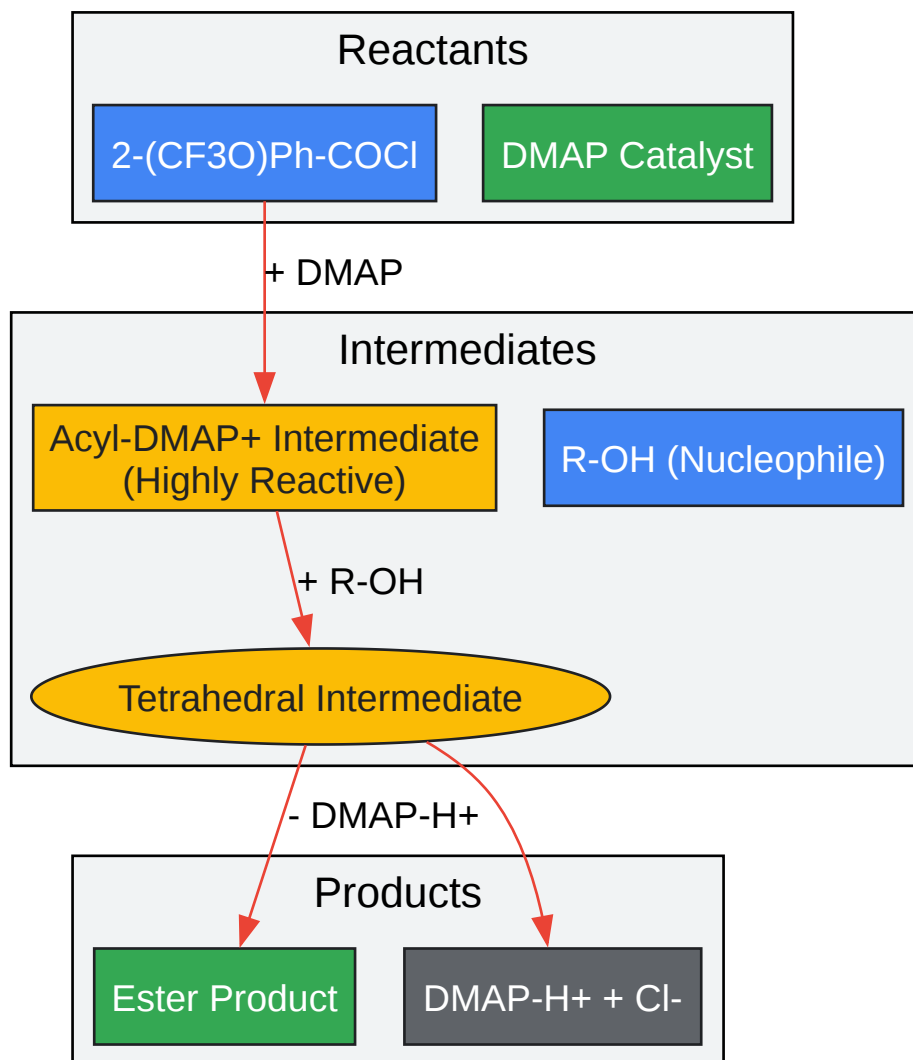 Reactants
2-(CF3O)Ph-COCl
DMAP Catalyst
+ DMAP
Intermediates
Acyl-DMAP+ Intermediate
(Highly Reactive)
R-OH (Nucleophile)
+ R-OH
Tetrahedral Intermediate
- DMAP-H+
Products
Ester Product
DMAP-H+ + Cl-